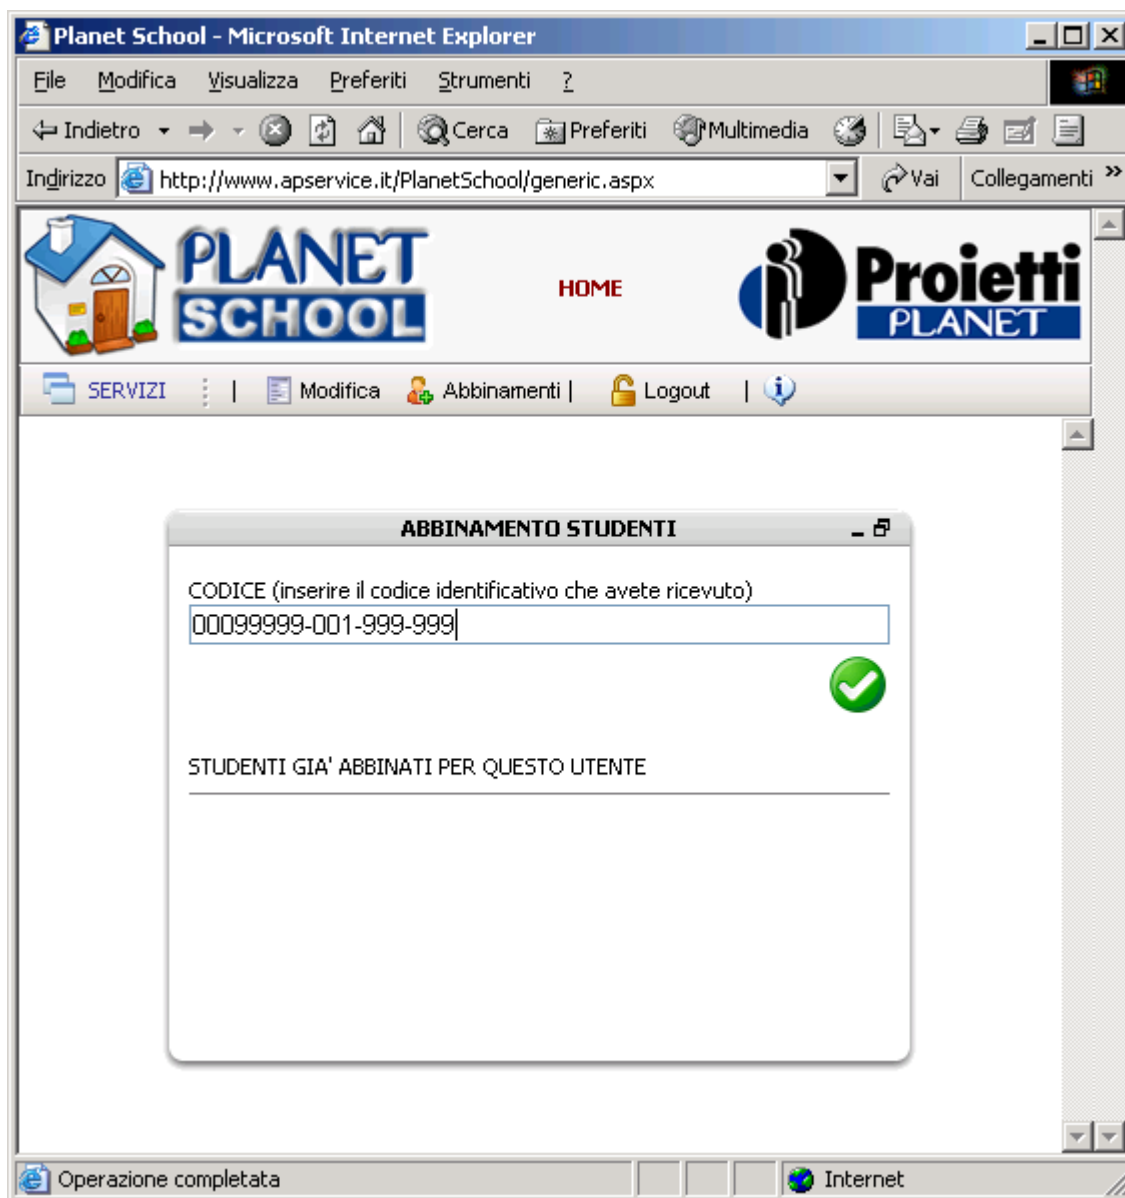 Planet School - Microsoft Internet Explorer
File Modifica Visualizza Preferiti Strumenti ?
Indietro Cerca Preferiti Multimedia
Indirizzo http://www.apservice.it/PlanetSchool/generic.aspx Vai Collegamenti »
PLANET
SCHOOL
HOME
Proietti
PLANET
SERVIZI | Modifica Abbinamenti | Logout |
ABBINAMENTO STUDENTI
CODICE (inserire il codice identificativo che avete ricevuto)
00099999-001-999-999
STUDENTI GIA' ABBINATI PER QUESTO UTENTE
Operazione completata Internet